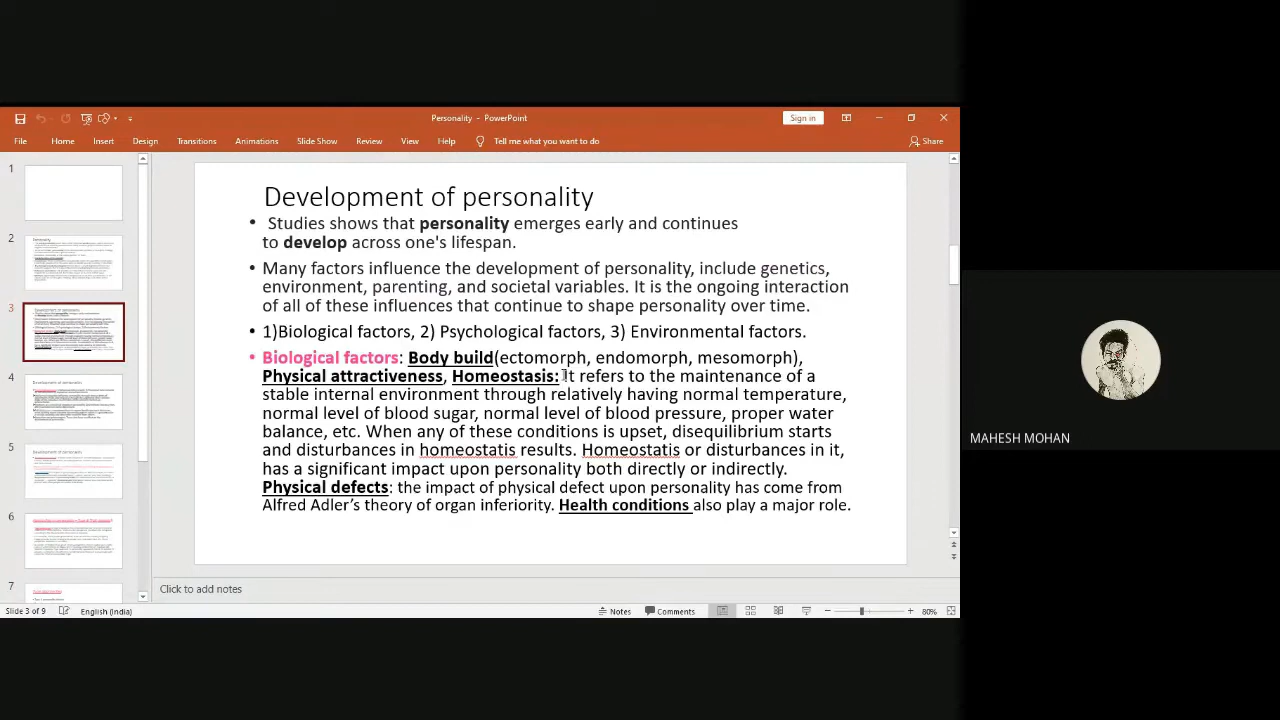 Personality - PowerPoint
Sign in
File Home Insert Design Transitions Animations Slide Show Review View Help Tell me what you want to do Share
1
2
3
4
5
6
7
Development of personality
• Studies shows that personality emerges early and continues
to develop across one's lifespan.
• Many factors influence the development of personality, include genetics,
environment, parenting, and societal variables. It is the ongoing interaction
of all of these influences that continue to shape personality over time.
• 1)Biological factors, 2) Psychological factors, 3) Environmental factors.
• Biological factors: Body build(ectomorph, endomorph, mesomorph),
Physical attractiveness, Homeostasis: It refers to the maintenance of a
stable internal environment through relatively having normal temperature,
normal level of blood sugar, normal level of blood pressure, proper water
balance, etc. When any of these conditions is upset, disequilibrium starts
and disturbances in homeostatis results. Homeostatis or distubances in it,
has a significant impact upon personality both directly or indirectly.
Physical defects: the impact of physical defect upon personality has come from
Alfred Adler’s theory of organ inferiority. Health conditions also play a major role.
MAHESH MOHAN
Click to add notes
Slide 3 of 9 English (India) Notes Comments 80%